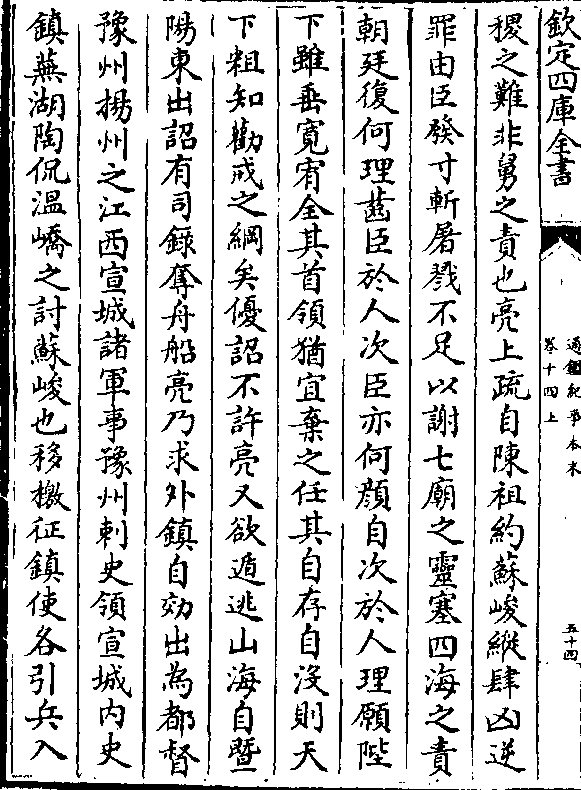 欽定四庫全書
通鑑紀事本末
卷十四上
五十四
稷之難非舅之責也亮上疏自陳祖約蘇峻縱肆凶逆
罪由臣發寸斬屠戮不足以謝七廟之靈塞四海之責
朝廷復何理齒臣於人次臣亦何顔自次於人理願陛
下雖垂寛宥全其首領猶宜棄之任其自存自沒則天
下粗知勸戒之綱矣優詔不許亮又欲遁逃山海自曁
陽東出詔有司録奪舟船亮乃求外鎮自効出為都督
豫州揚州之江西宣城諸軍事豫州刺史領宣城内史
鎮蕪湖陶侃溫嶠之討蘇峻也移檄征鎮使各引兵入